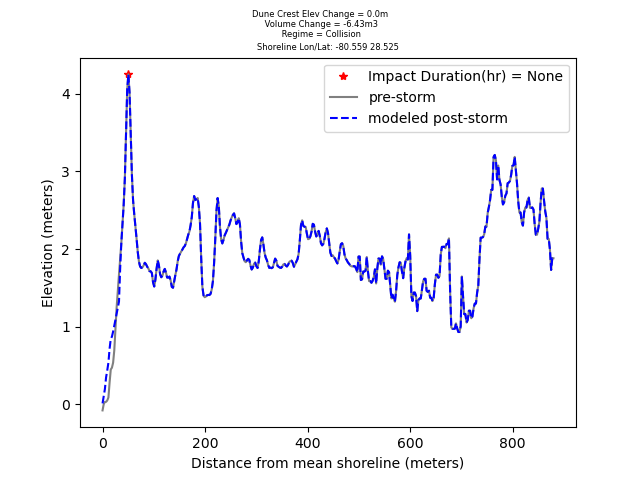 Dune Crest Elev Change = 0.0m
Volume Change = -6.43m3
Regime = Collision
Shoreline Lon/Lat: -80.559 28.525
Impact Duration(hr) = None
pre-storm
modeled post-storm
Elevation (meters)
4
3
2
1
0
0 200 400 600 800
Distance from mean shoreline (meters)